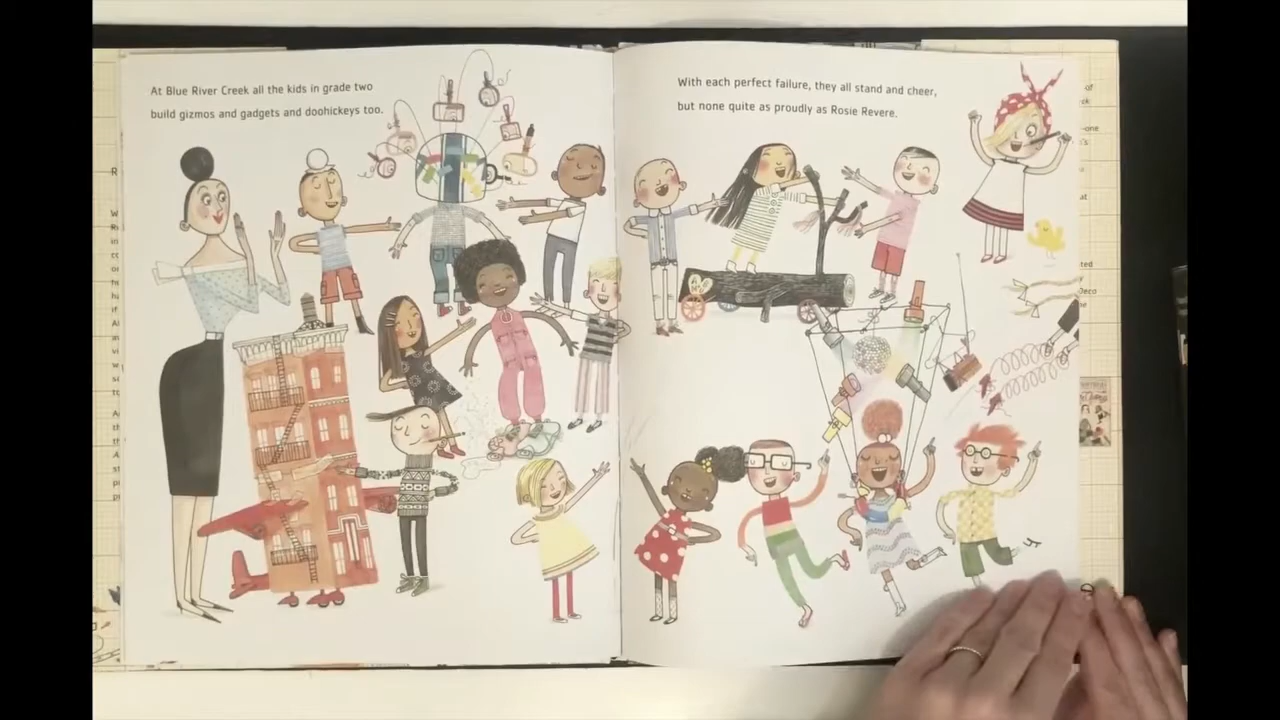 At Blue River Creek all the kids in grade two
build gizmos and gadgets and doohickeys too.
With each perfect failure, they all stand and cheer,
but none quite as proudly as Rosie Revere.